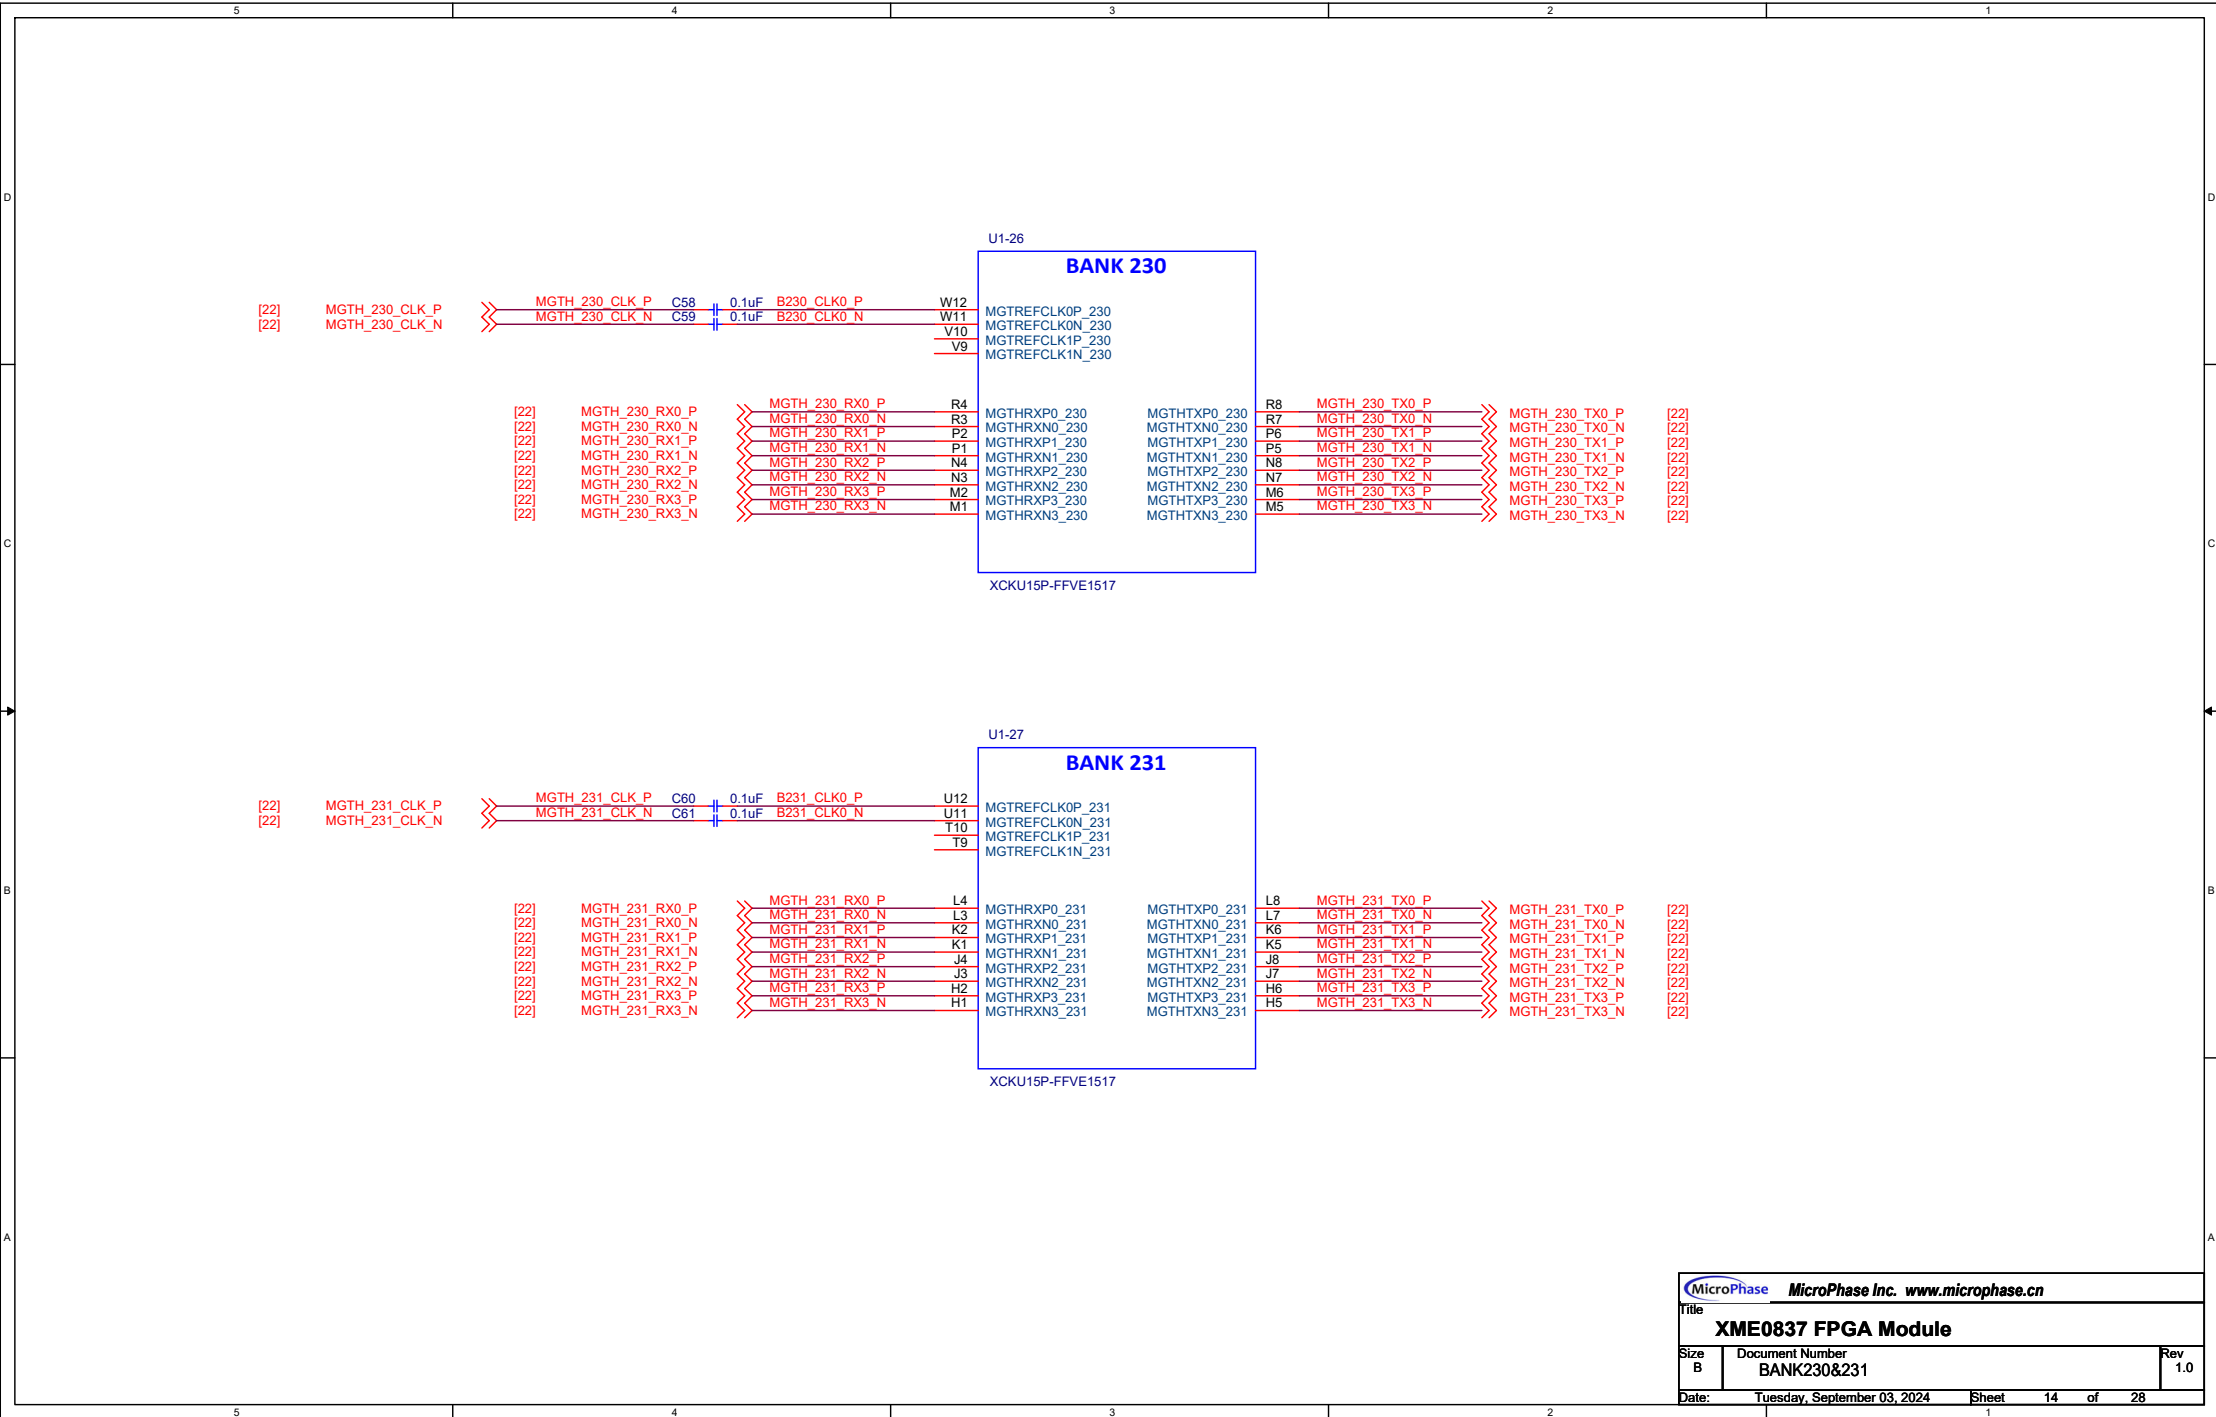 5 4 3 2 1
D D
U1-26
BANK 230
[22] MGTH_230_CLK_P MGTH_230_CLK_P C58 0.1uF B230_CLK0_P W12 MGTREFCLK0P_230
[22] MGTH_230_CLK_N MGTH_230_CLK_N C59 0.1uF B230_CLK0_N W11 MGTREFCLK0N_230
V10 MGTREFCLK1P_230
V9 MGTREFCLK1N_230
[22] MGTH_230_RX0_P MGTH_230_RX0_P R4 MGTHRXP0_230 MGTHTXP0_230 R8 MGTH_230_TX0_P MGTH_230_TX0_P [22]
[22] MGTH_230_RX0_N MGTH_230_RX0_N R3 MGTHRXN0_230 MGTHTXN0_230 R7 MGTH_230_TX0_N MGTH_230_TX0_N [22]
[22] MGTH_230_RX1_P MGTH_230_RX1_P P2 MGTHRXP1_230 MGTHTXP1_230 P6 MGTH_230_TX1_P MGTH_230_TX1_P [22]
[22] MGTH_230_RX1_N MGTH_230_RX1_N P1 MGTHRXN1_230 MGTHTXN1_230 P5 MGTH_230_TX1_N MGTH_230_TX1_N [22]
[22] MGTH_230_RX2_P MGTH_230_RX2_P N4 MGTHRXP2_230 MGTHTXP2_230 N8 MGTH_230_TX2_P MGTH_230_TX2_P [22]
[22] MGTH_230_RX2_N MGTH_230_RX2_N N3 MGTHRXN2_230 MGTHTXN2_230 N7 MGTH_230_TX2_N MGTH_230_TX2_N [22]
[22] MGTH_230_RX3_P MGTH_230_RX3_P M2 MGTHRXP3_230 MGTHTXP3_230 M6 MGTH_230_TX3_P MGTH_230_TX3_P [22]
[22] MGTH_230_RX3_N MGTH_230_RX3_N M1 MGTHRXN3_230 MGTHTXN3_230 M5 MGTH_230_TX3_N MGTH_230_TX3_N [22]
C C
XCKU15P-FFVE1517
U1-27
BANK 231
[22] MGTH_231_CLK_P MGTH_231_CLK_P C60 0.1uF B231_CLK0_P U12 MGTREFCLK0P_231
[22] MGTH_231_CLK_N MGTH_231_CLK_N C61 0.1uF B231_CLK0_N U11 MGTREFCLK0N_231
T10 MGTREFCLK1P_231
T9 MGTREFCLK1N_231
B B
[22] MGTH_231_RX0_P MGTH_231_RX0_P L4 MGTHRXP0_231 MGTHTXP0_231 L8 MGTH_231_TX0_P MGTH_231_TX0_P [22]
[22] MGTH_231_RX0_N MGTH_231_RX0_N L3 MGTHRXN0_231 MGTHTXN0_231 L7 MGTH_231_TX0_N MGTH_231_TX0_N [22]
[22] MGTH_231_RX1_P MGTH_231_RX1_P K2 MGTHRXP1_231 MGTHTXP1_231 K6 MGTH_231_TX1_P MGTH_231_TX1_P [22]
[22] MGTH_231_RX1_N MGTH_231_RX1_N K1 MGTHRXN1_231 MGTHTXN1_231 K5 MGTH_231_TX1_N MGTH_231_TX1_N [22]
[22] MGTH_231_RX2_P MGTH_231_RX2_P J4 MGTHRXP2_231 MGTHTXP2_231 J8 MGTH_231_TX2_P MGTH_231_TX2_P [22]
[22] MGTH_231_RX2_N MGTH_231_RX2_N J3 MGTHRXN2_231 MGTHTXN2_231 J7 MGTH_231_TX2_N MGTH_231_TX2_N [22]
[22] MGTH_231_RX3_P MGTH_231_RX3_P H2 MGTHRXP3_231 MGTHTXP3_231 H6 MGTH_231_TX3_P MGTH_231_TX3_P [22]
[22] MGTH_231_RX3_N MGTH_231_RX3_N H1 MGTHRXN3_231 MGTHTXN3_231 H5 MGTH_231_TX3_N MGTH_231_TX3_N [22]
XCKU15P-FFVE1517
A A
MicroPhase MicroPhase Inc. www.microphase.cn
Title
XME0837 FPGA Module
Size Document Number Rev
B BANK230&231 1.0
Date: Tuesday, September 03, 2024 Sheet 14 of 28
5 4 3 2 1